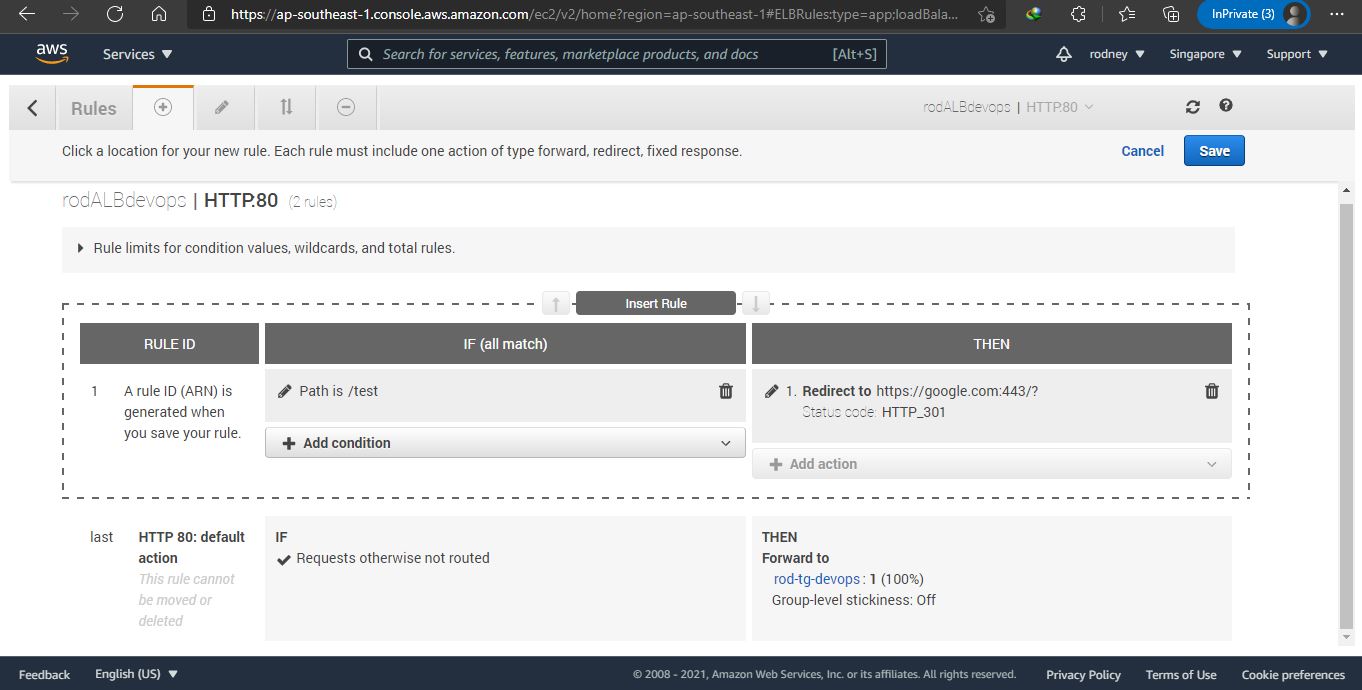 https://ap-southeast-1.console.aws.amazon.com/ec2/v2/home?region=ap-southeast-1#ELBRules:type=app;loadBala...
InPrivate (3)
aws
Services
Search for services, features, marketplace products, and docs [Alt+S]
rodney
Singapore
Support
Rules
rodALBdevops | HTTP:80
Click a location for your new rule. Each rule must include one action of type forward, redirect, fixed response.
Cancel
Save
rodALBdevops | HTTP:80 (2 rules)
Rule limits for condition values, wildcards, and total rules.
Insert Rule
RULE ID
IF (all match)
THEN
1
A rule ID (ARN) is
generated when
you save your rule.
Path is /test
Add condition
1. Redirect to https://google.com:443/?
Status code: HTTP_301
Add action
last
HTTP 80: default
action
This rule cannot
be moved or
deleted
IF
Requests otherwise not routed
THEN
Forward to
rod-tg-devops : 1 (100%)
Group-level stickiness: Off
Feedback
English (US)
© 2008 - 2021, Amazon Web Services, Inc. or its affiliates. All rights reserved.
Privacy Policy
Terms of Use
Cookie preferences